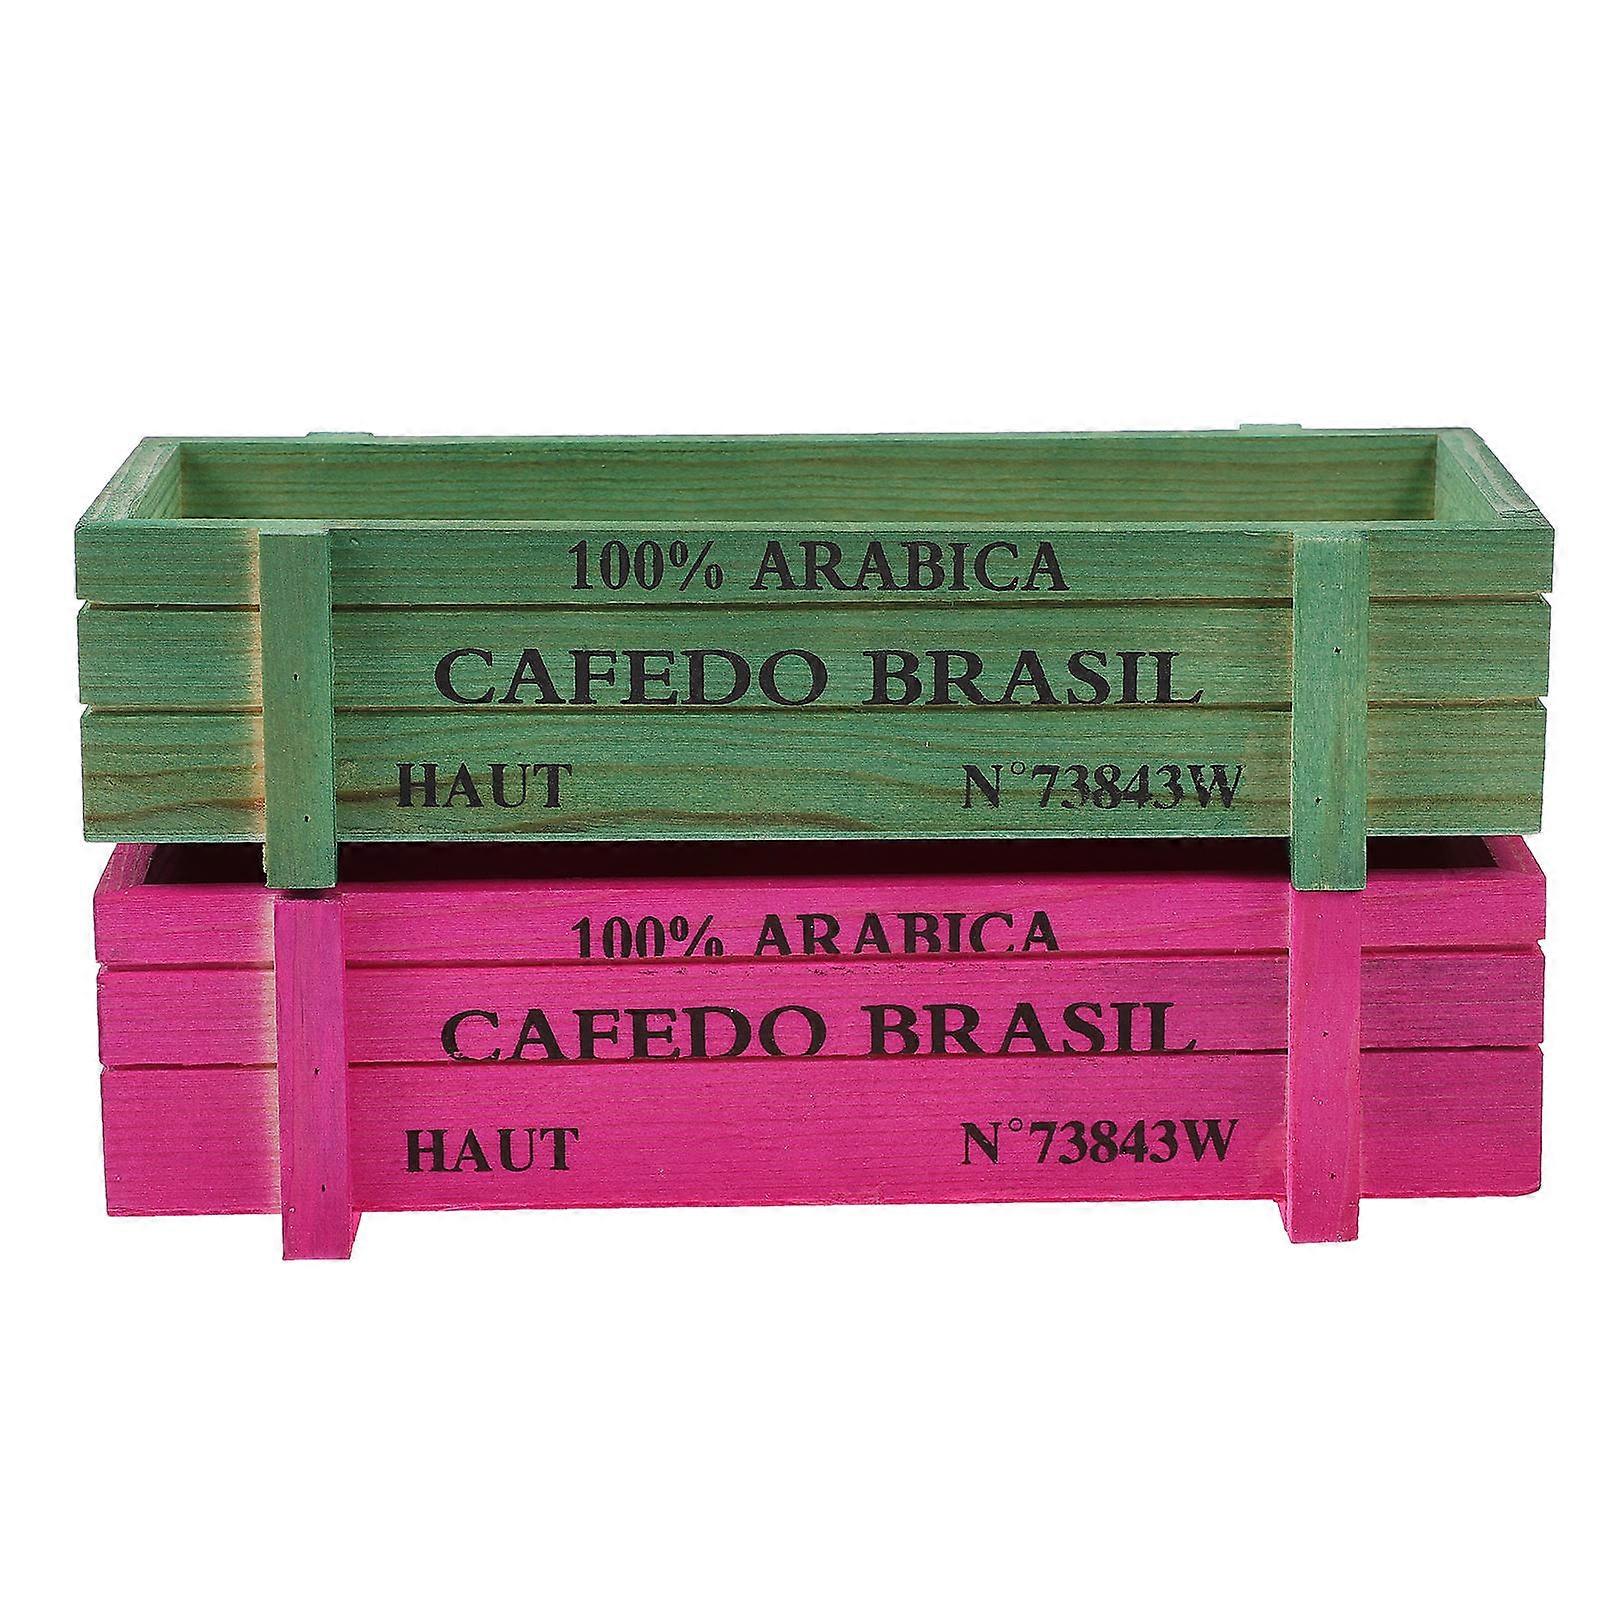 100% ARABICA
CAFEDO BRASIL
HAUT N°73843W
100% ARABICA
CAFEDO BRASIL
HAUT N°73843W